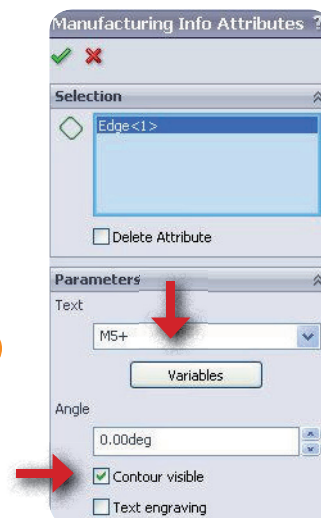 Manufacturing Info Attributes ?
Selection
Edge<1>
Delete Attribute
Parameters
Text
M5+
Variables
Angle
0.00deg
Contour visible
Text engraving